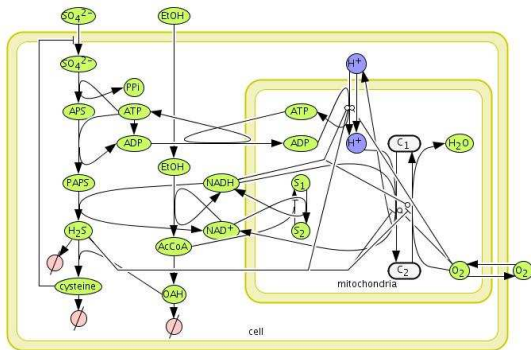 SO₄²⁻
EtOH
SO₄²⁻
H⁺
PPi
APS
ATP
ATP
ADP
ADP
H⁺
C₁
H₂O
EtOH
PAPS
NADH
S₁
H₂S
NAD⁺
S₂
AcCoA
C₂
O₂
O₂
cysteine
OAH
mitochondria
cell